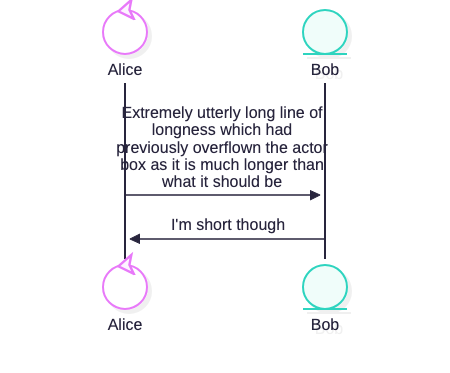 Alice Bob
Extremely utterly long line of
longness which had
previously overflown the actor
box as it is much longer than
what it should be
I'm short though
Alice Bob